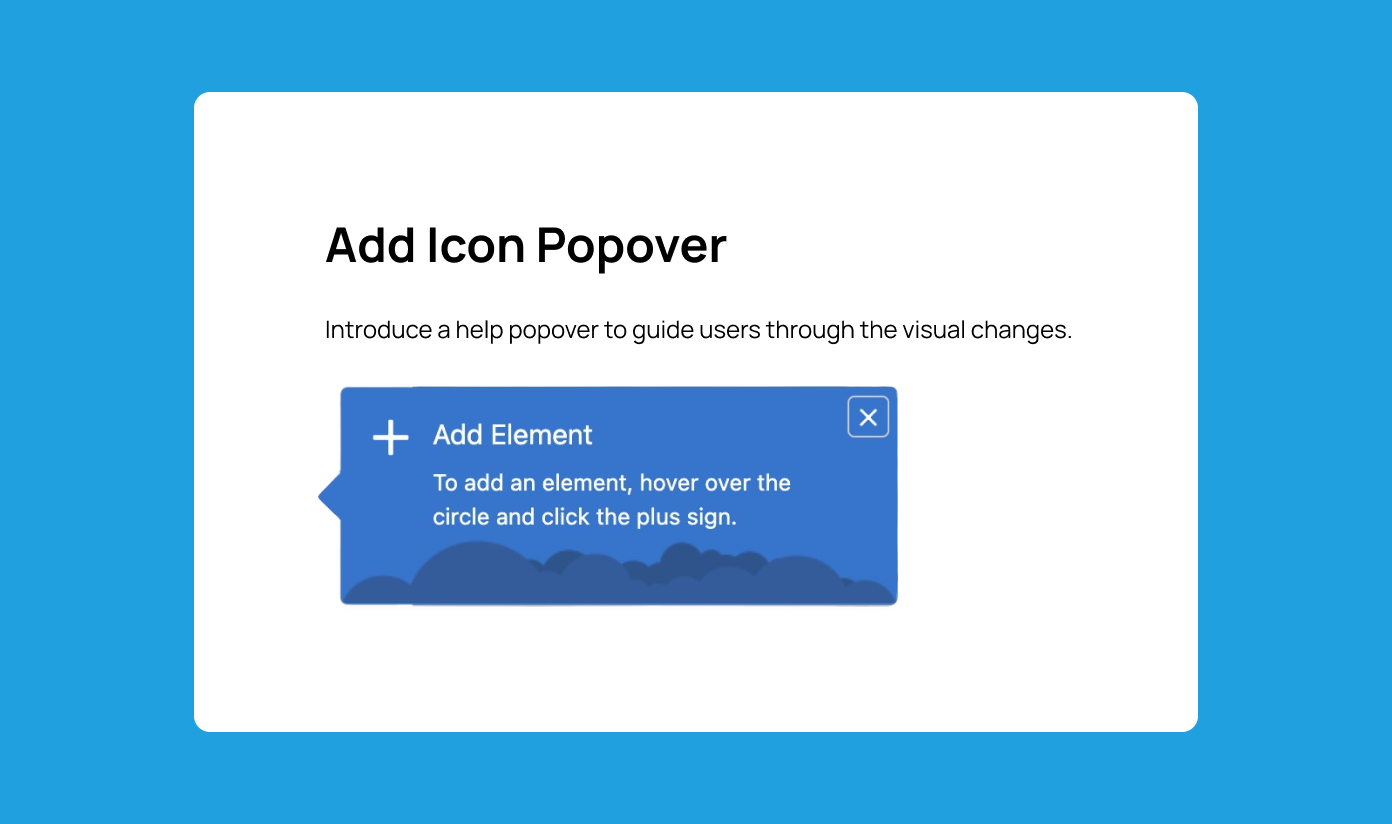 Add Icon Popover
Introduce a help popover to guide users through the visual changes.
Add Element
To add an element, hover over the
circle and click the plus sign.